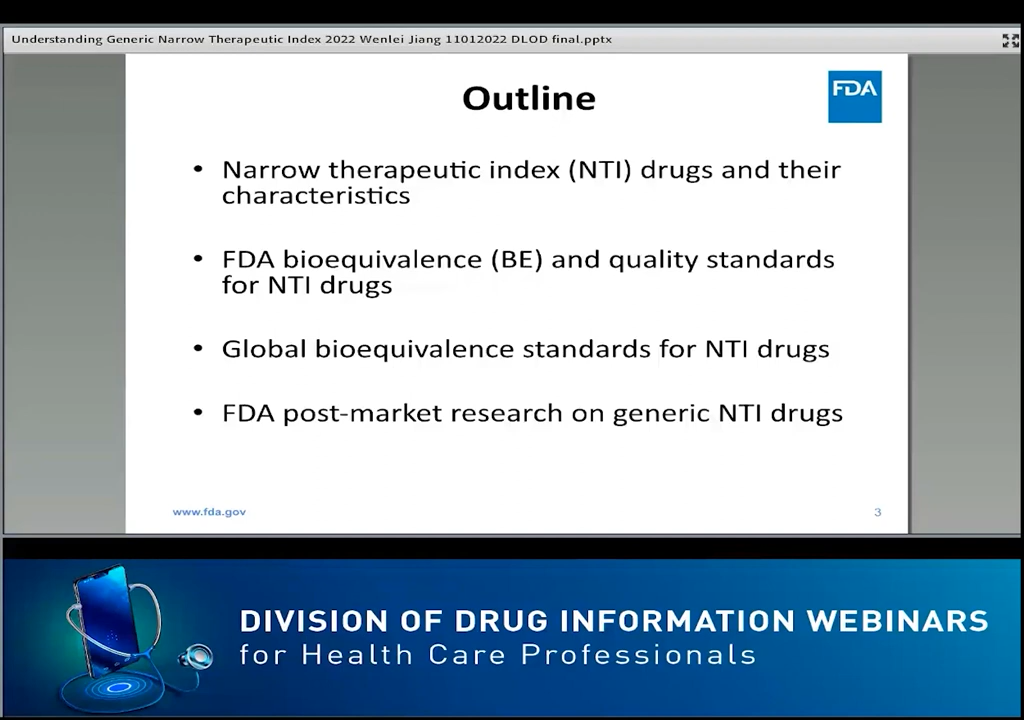 Understanding Generic Narrow Therapeutic Index 2022 Wenlei Jiang 11012022 DLOD final.pptx
Outline
FDA
• Narrow therapeutic index (NTI) drugs and their
characteristics
• FDA bioequivalence (BE) and quality standards
for NTI drugs
• Global bioequivalence standards for NTI drugs
• FDA post-market research on generic NTI drugs
www.fda.gov
3
DIVISION OF DRUG INFORMATION WEBINARS
for Health Care Professionals